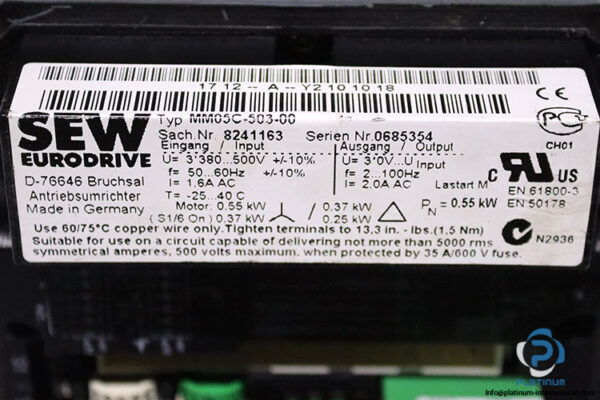 17 12 -- A -- Y2 10 10 18
SEW
EURODRIVE
D-76646 Bruchsal
Antriebsumrichter
Made in Germany
Typ MM05C-503-00
Sach.Nr. 8241163 Serien Nr.0685354
Eingang / Input Ausgang / Output
U= 3*380...500V +/-10% U= 3*0V...U Input
f= 50...60Hz +/-10% f= 2...100Hz
I= 1.6A AC I= 2.0A AC Lastart M
T= -25...40 C
Motor: 0.55 kW / 0.37 kW
(S1/6 On) 0.37 kW 0.25 kW
PN = 0.55 kW
CE
PC
CH01
C RU US
EN 61800-3
EN 50178
N2936
Use 60/75°C copper wire only.Tighten terminals to 13.3 in. - lbs.(1.5 Nm)
Suitable for use on a circuit capable of delivering not more than 5000 rms
symmetrical amperes, 500 volts maximum. when protected by 35 A/600 V fuse.
PLATINUM
info@platinum-international.store